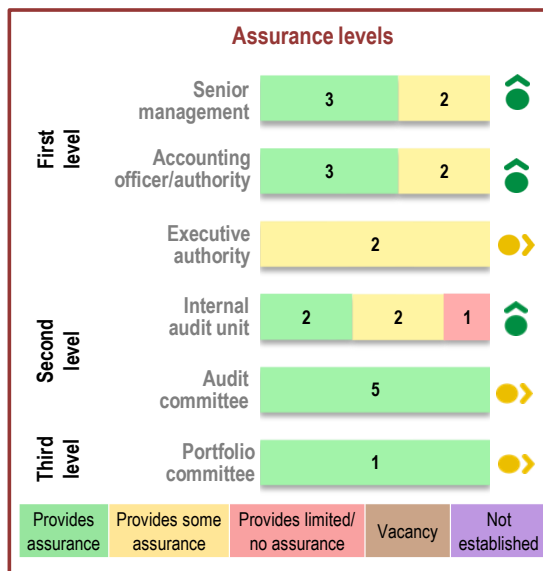 Assurance levels
First
level
Senior
management
3 2
Accounting
officer/authority
3 2
Executive
authority
2
Second
level
Internal
audit unit
2 2 1
Audit
committee
5
Third
level
Portfolio
committee
1
Provides
assurance
Provides some
assurance
Provides limited/
no assurance
Vacancy
Not
established